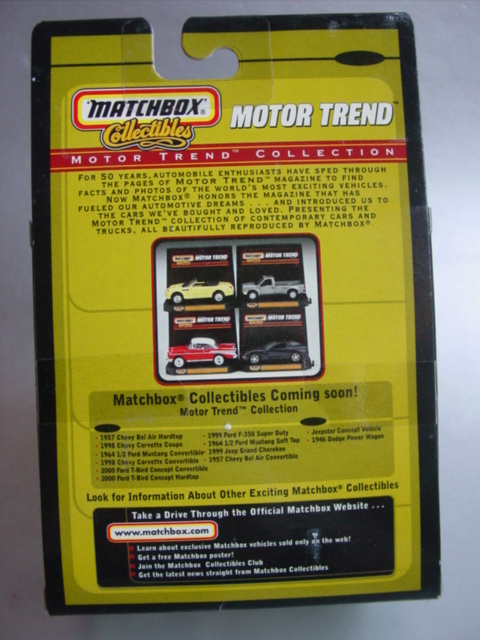 MATCHBOX®
Collectibles
MOTOR TREND™
MOTOR TREND™ COLLECTION
FOR 50 YEARS, AUTOMOBILE ENTHUSIASTS HAVE SPED THROUGH
THE PAGES OF MOTOR TREND™ MAGAZINE TO FIND
FACTS AND PHOTOS OF THE WORLD'S MOST EXCITING VEHICLES.
NOW MATCHBOX® HONORS THE MAGAZINE THAT HAS
FUELED OUR AUTOMOTIVE DREAMS . . . AND INTRODUCED US TO
THE CARS WE'VE BOUGHT AND LOVED. PRESENTING THE
MOTOR TREND™ COLLECTION OF CONTEMPORARY CARS AND
TRUCKS, ALL BEAUTIFULLY REPRODUCED BY MATCHBOX®.
MOTOR TREND
MOTOR TREND
MOTOR TREND
MOTOR TREND
Matchbox® Collectibles Coming soon!
Motor Trend™ Collection
· 1957 Chevy Bel Air Hardtop
· 1998 Chevy Corvette Coupe
· 1964 1/2 Ford Mustang Convertible
· 1998 Chevy Corvette Convertible
· 2000 Ford T-Bird Concept Convertible
· 2000 Ford T-Bird Concept Hardtop
· 1999 Ford F-350 Super Duty
· 1964 1/2 Ford Mustang Soft Top
· 1999 Jeep Grand Cherokee
· 1957 Chevy Bel Air Convertible
· Jeepster Concept Vehicle
· 1946 Dodge Power Wagon
Look for Information About Other Exciting Matchbox® Collectibles
Take a Drive Through the Official Matchbox Website . . .
www.matchbox.com
Learn about exclusive Matchbox vehicles sold only on the web!
Get a free Matchbox poster!
Join the Matchbox Collectibles Club
Get the latest news straight from Matchbox Collectibles